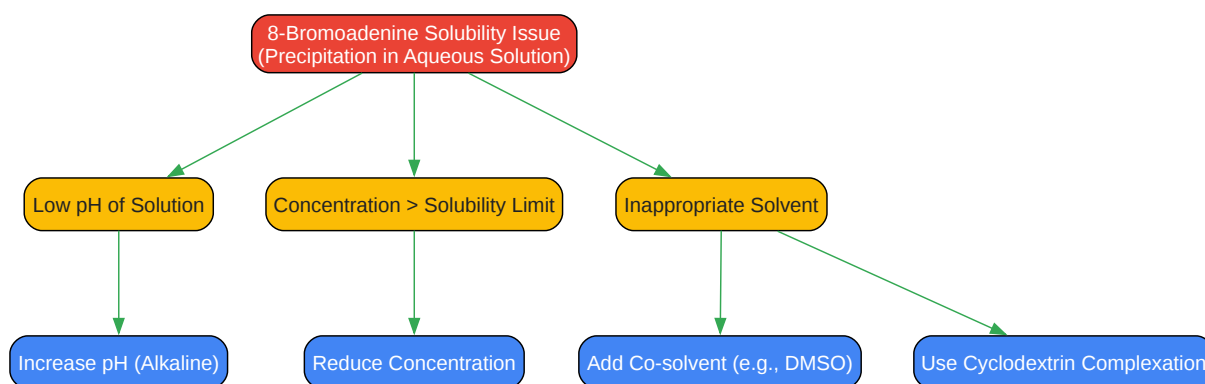 8-Bromoadenine Solubility Issue
(Precipitation in Aqueous Solution)
Low pH of Solution
Concentration > Solubility Limit
Inappropriate Solvent
Increase pH (Alkaline)
Reduce Concentration
Add Co-solvent (e.g., DMSO)
Use Cyclodextrin Complexation